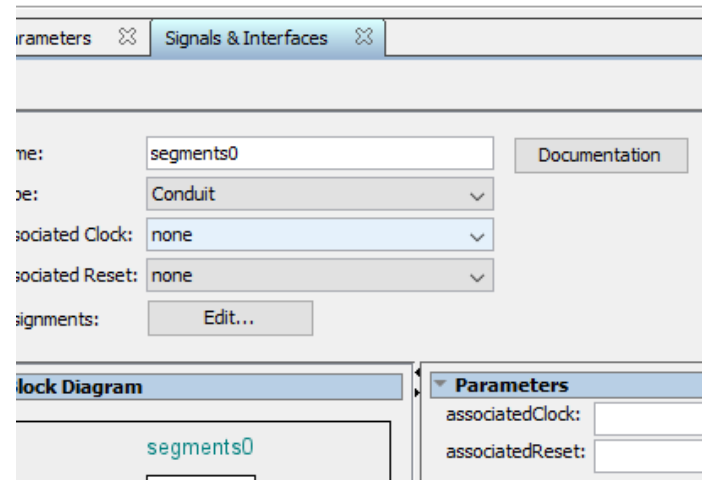 arameters Signals & Interfaces
me: segments0 Documentation
pe: Conduit
sociated Clock: none
sociated Reset: none
signments: Edit...
lock Diagram Parameters
associatedClock:
segments0 associatedReset: